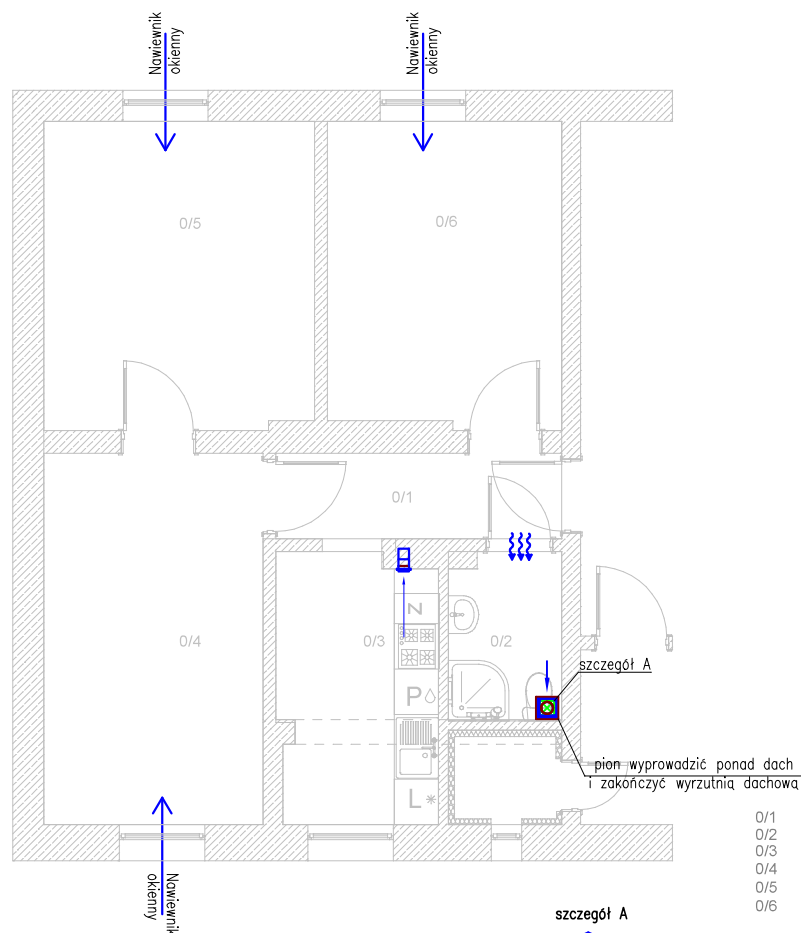 Nawiewnik
okienny
Nawiewnik
okienny
0/5
0/6
0/1
0/4
0/3
0/2
N
P
L
szczegół A
pion wyprowadzić ponad dach
i zakończyć wyrzutnią dachową
Nawiewnik
okienny
0/1
0/2
0/3
0/4
0/5
0/6
szczegół A